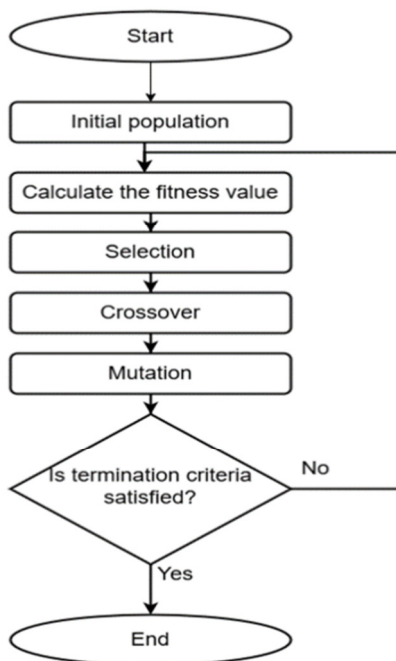 Start
Initial population
Calculate the fitness value
Selection
Crossover
Mutation
Is termination criteria
satisfied?
No
Yes
End